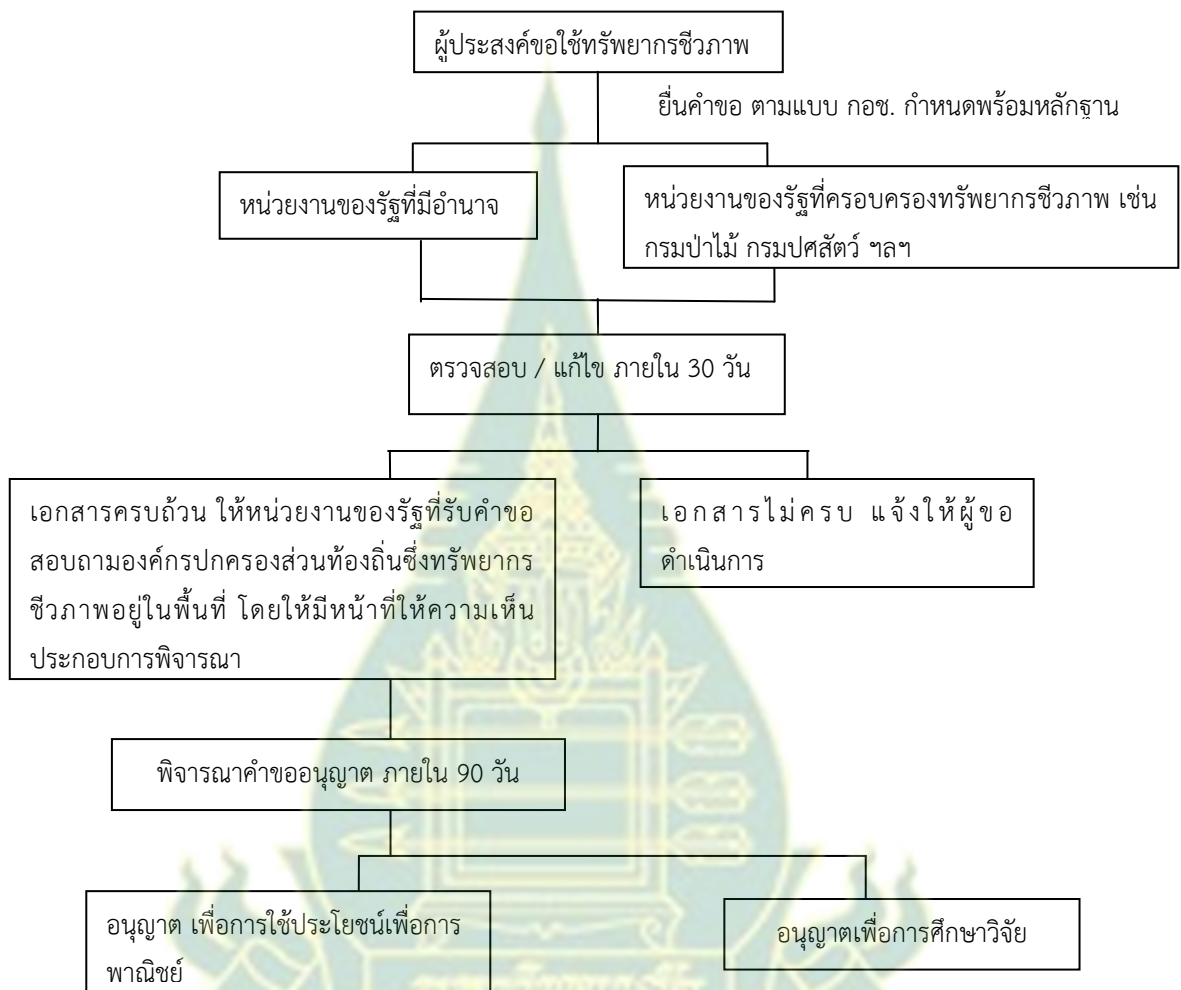 ผู้ประสงค์ขอใช้ทรัพยากรชีวภาพ
ยื่นคำขอ ตามแบบ กอช. กำหนดพร้อมหลักฐาน
หน่วยงานของรัฐที่มีอำนาจ
หน่วยงานของรัฐที่ครอบครองทรัพยากรชีวภาพ เช่น
กรมป่าไม้ กรมปศสัตว์ ฯลฯ
ตรวจสอบ / แก้ไข ภายใน 30 วัน
เอกสารครบถ้วน ให้หน่วยงานของรัฐที่รับคำขอ
สอบถามองค์กรปกครองส่วนท้องถิ่นซึ่งทรัพยากร
ชีวภาพอยู่ในพื้นที่ โดยให้มีหน้าที่ให้ความเห็น
ประกอบการพิจารณา
เอกสารไม่ครบ แจ้งให้ผู้ขอ
ดำเนินการ
พิจารณาคำขออนุญาต ภายใน 90 วัน
อนุญาต เพื่อการใช้ประโยชน์เพื่อการ
พาณิชย์
อนุญาตเพื่อการศึกษาวิจัย